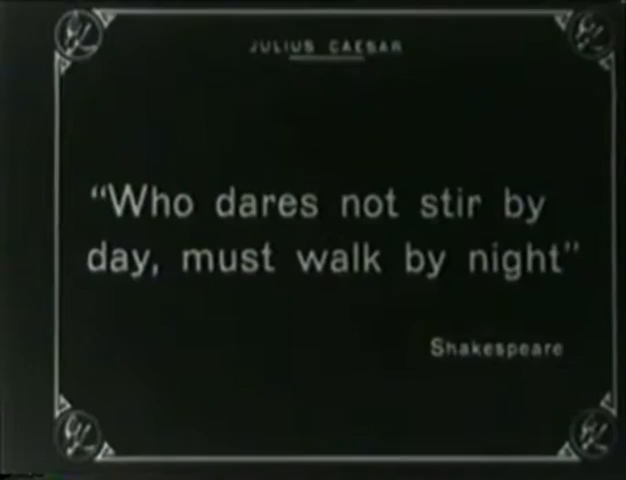 JULIUS CAESAR
"Who dares not stir by
day, must walk by night"
Shakespeare